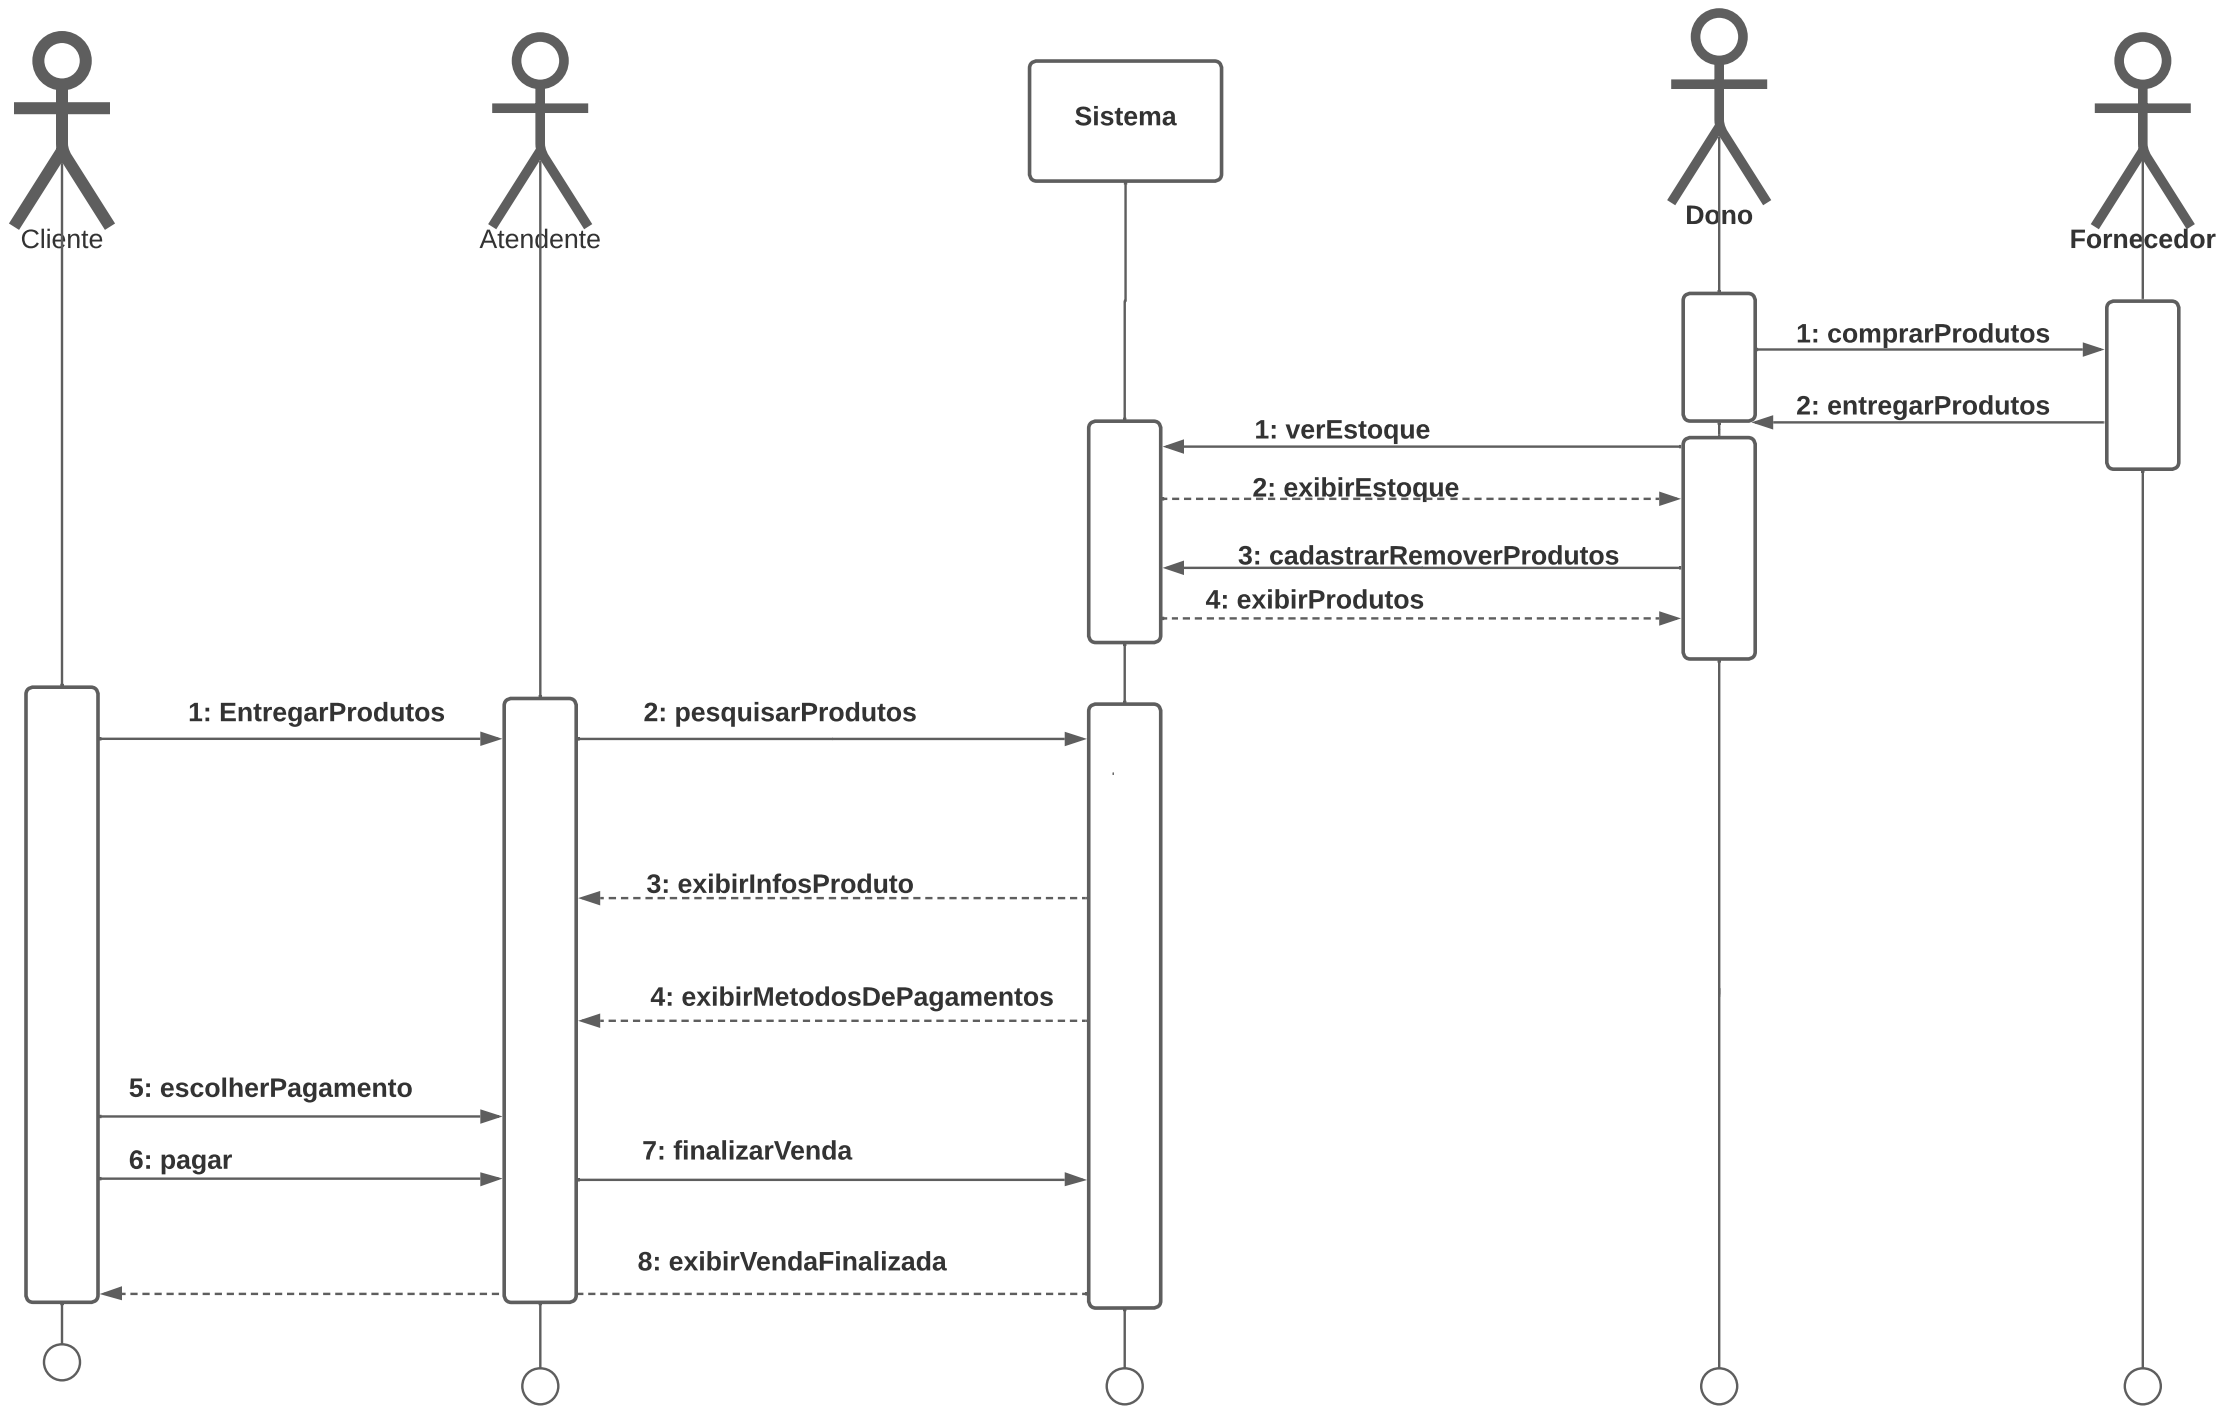 Sistema
Dono
Cliente
Atendente
Fornecedor
1: comprarProdutos
2: entregarProdutos
1: verEstoque
2: exibirEstoque
3: cadastrarRemoverProdutos
4: exibirProdutos
1: EntregarProdutos
2: pesquisarProdutos
3: exibirInfosProduto
4: exibirMetodosDePagamentos
5: escolherPagamento
7: finalizarVenda
6: pagar
8: exibirVendaFinalizada